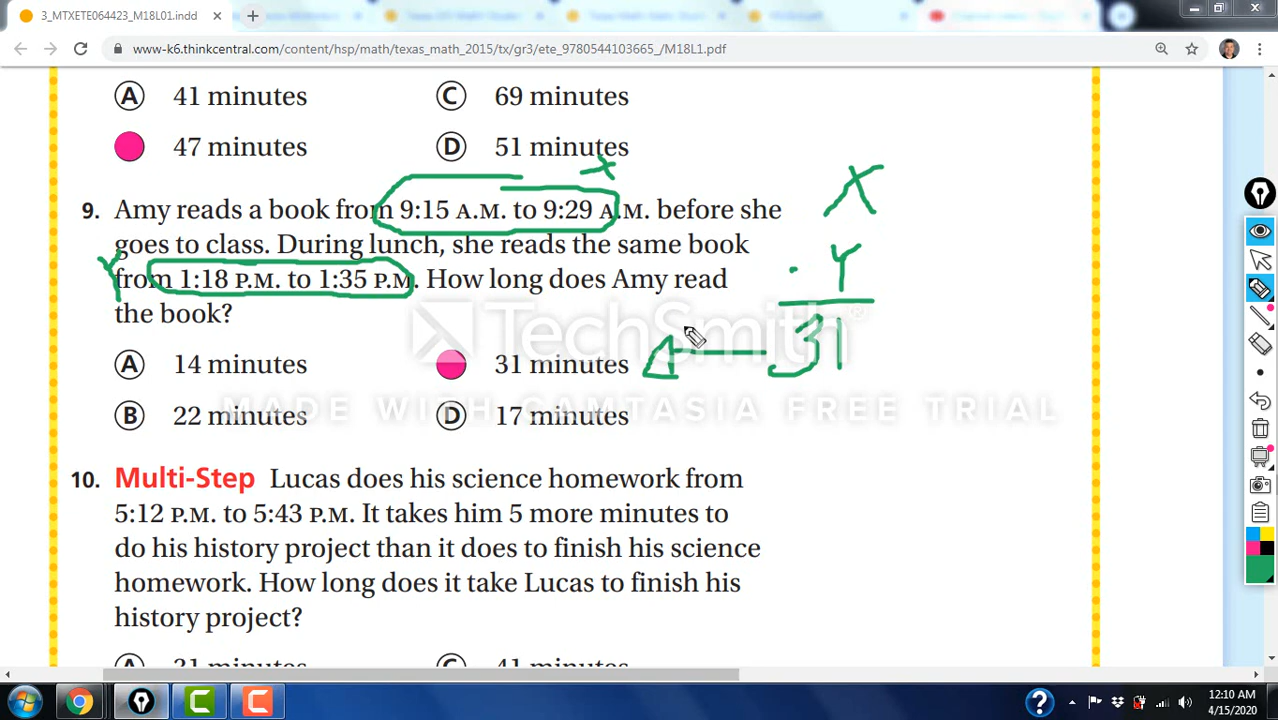 3_MTXETE064423_M18L01.indd
www-k6.thinkcentral.com/content/hsp/math/texas_math_2015/tx/gr3/ete_9780544103665_/M18L1.pdf
A 41 minutes C 69 minutes
47 minutes D 51 minutes
x
X
9. Amy reads a book from 9:15 A.M. to 9:29 A.M. before she
goes to class. During lunch, she reads the same book
Y
Y
from 1:18 P.M. to 1:35 P.M. How long does Amy read
the book?
31
TechSmith
A 14 minutes 31 minutes
MADE WITH CAMTASIA FREE TRIAL
B 22 minutes D 17 minutes
10. Multi-Step Lucas does his science homework from
5:12 P.M. to 5:43 P.M. It takes him 5 more minutes to
do his history project than it does to finish his science
homework. How long does it take Lucas to finish his
history project?
A 31 minutes C 41 minutes
12:10 AM
4/15/2020